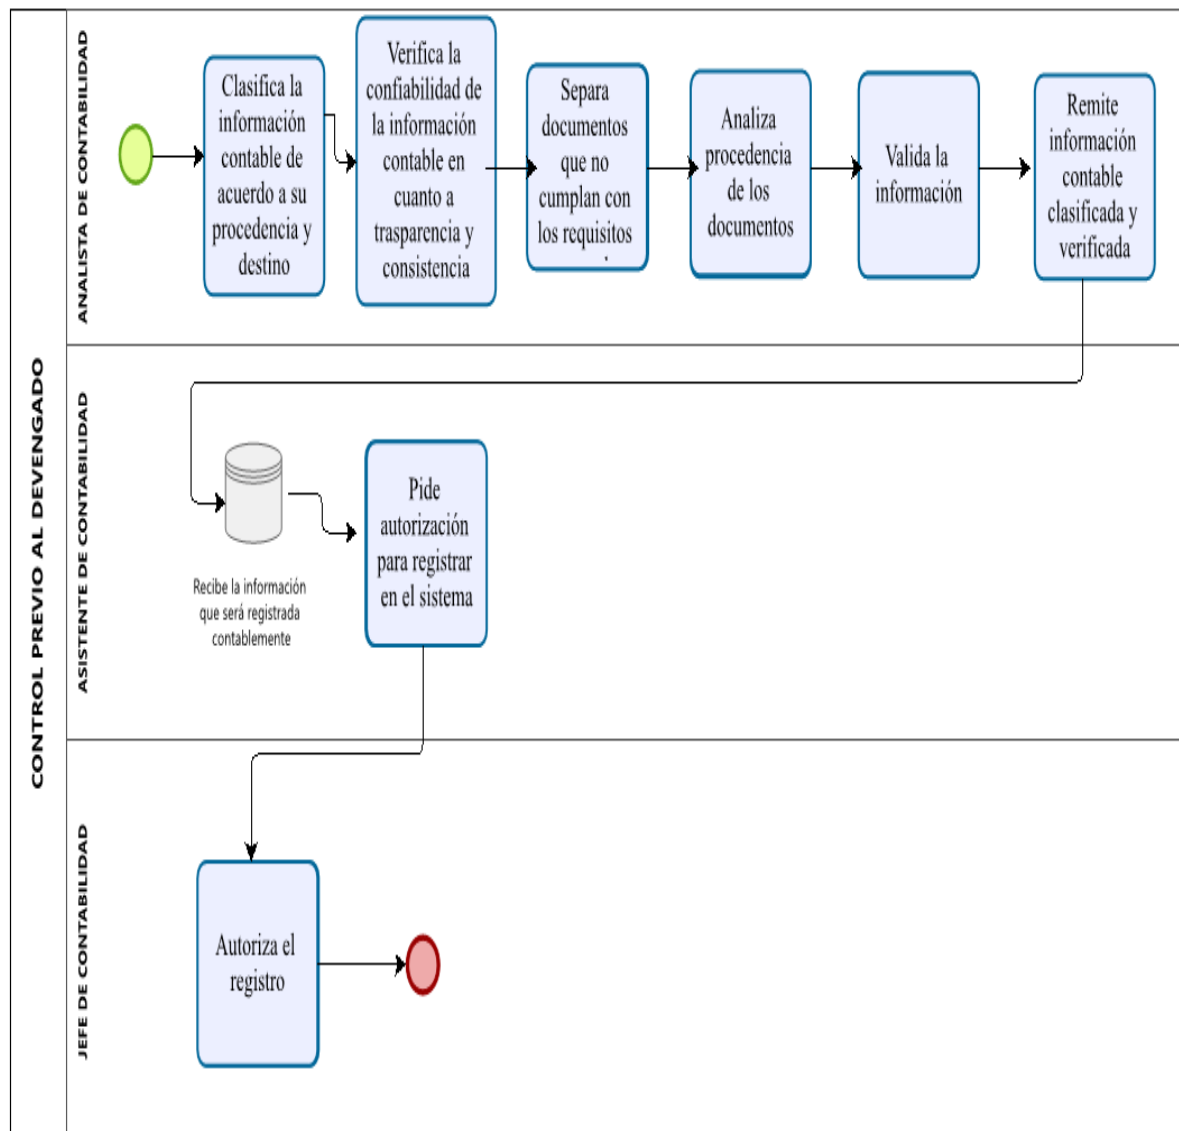 CONTROL PREVIO AL DEVENGADO
ANALISTA DE CONTABILIDAD
Clasifica la
información
contable de
acuerdo a su
procedencia y
destino
Verifica la
confiabilidad de
la información
contable en
cuanto a
trasparencia y
consistencia
Separa
documentos
que no
cumplan con
los requisitos
Analiza
procedencia
de los
documentos
Valida la
información
Remite
información
contable
clasificada y
verificada
ASISTENTE DE CONTABILIDAD
Recibe la información
que será registrada
contablemente
Pide
autorización
para registrar
en el sistema
JEFE DE CONTABILIDAD
Autoriza el
registro